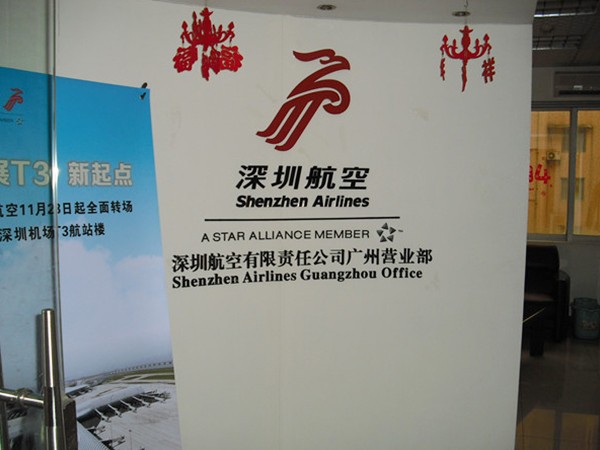 祥
深圳航空
Shenzhen Airlines
A STAR ALLIANCE MEMBER
深圳航空有限责任公司广州营业部
Shenzhen Airlines Guangzhou Office
展T3 新起点
航空11月28日起全面转场
深圳机场T3航站楼